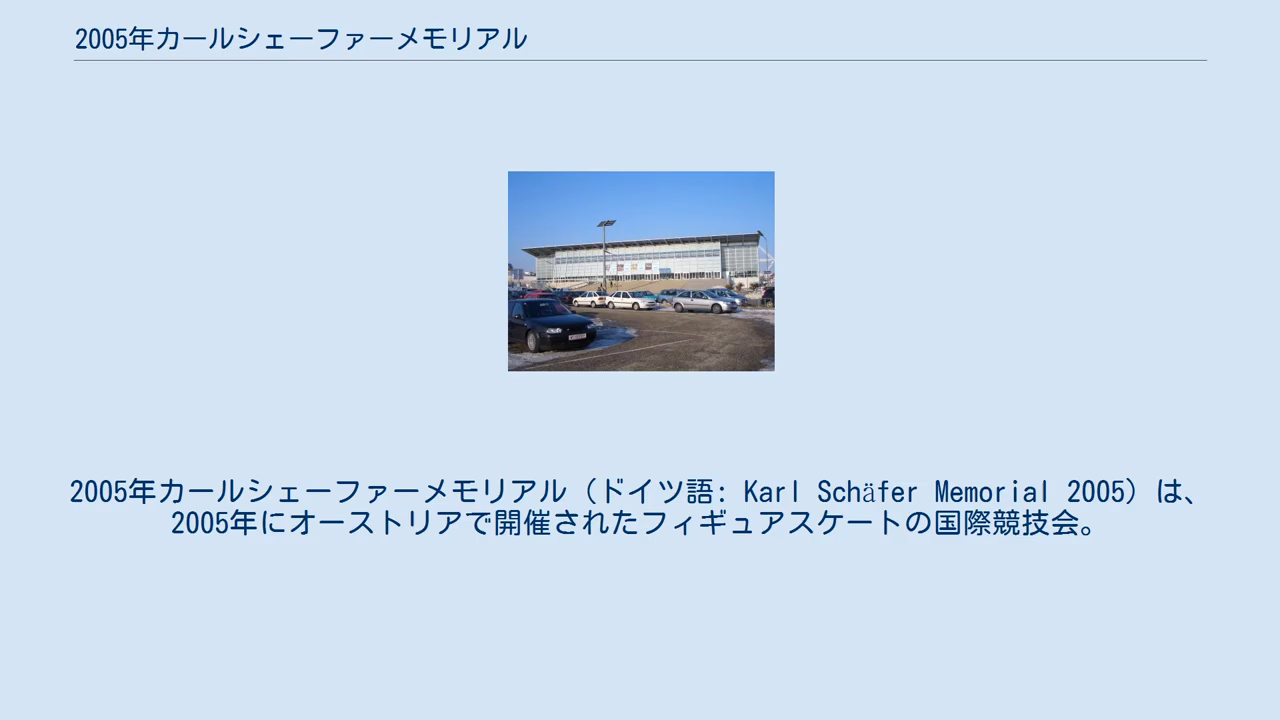 2005年カールシェーファーメモリアル
2005年カールシェーファーメモリアル（ドイツ語: Karl Schäfer Memorial 2005）は、
2005年にオーストリアで開催されたフィギュアスケートの国際競技会。